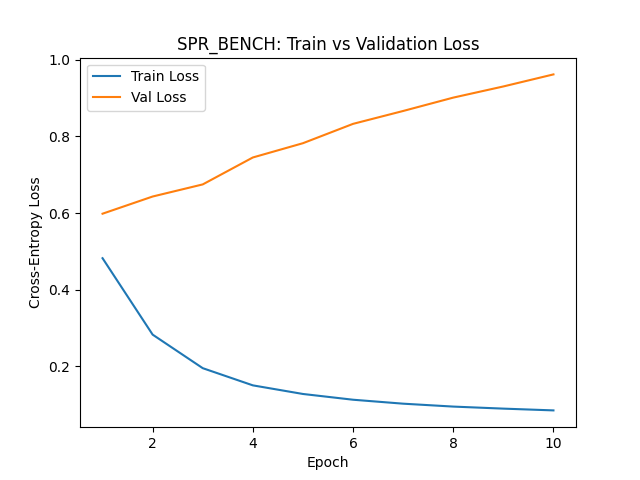 SPR_BENCH: Train vs Validation Loss
Train Loss
Val Loss
Cross-Entropy Loss
1.0
0.8
0.6
0.4
0.2
2 4 6 8 10
Epoch